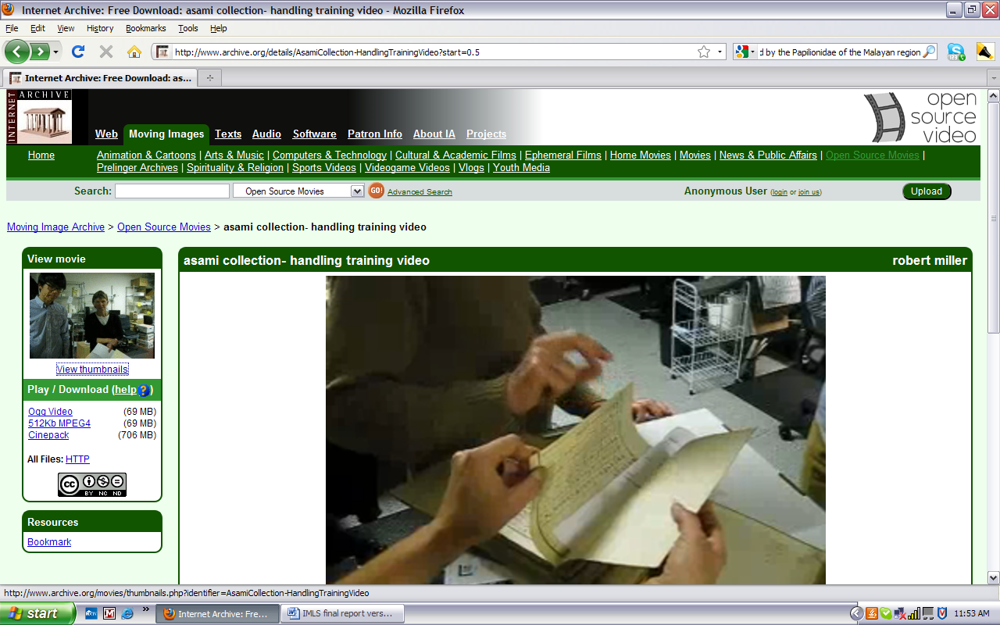 Internet Archive: Free Download: asami collection- handling training video - Mozilla Firefox
File Edit View History Bookmarks Tools Help
http://www.archive.org/details/AsamiCollection-HandlingTrainingVideo?start=0.5
d by the Papilionidae of the Malayan region
Internet Archive: Free Download: as...
INTERNET ARCHIVE
open source video
Web Moving Images Texts Audio Software Patron Info About IA Projects
Home Animation & Cartoons | Arts & Music | Computers & Technology | Cultural & Academic Films | Ephemeral Films | Home Movies | Movies | News & Public Affairs | Open Source Movies |
Prelinger Archives | Spirituality & Religion | Sports Videos | Videogame Videos | Vlogs | Youth Media
Search: Open Source Movies GO! Advanced Search Anonymous User (login or join us) Upload
Moving Image Archive > Open Source Movies > asami collection- handling training video
View movie
View thumbnails
Play / Download (help?)
Ogg Video (69 MB)
512Kb MPEG4 (69 MB)
Cinepack (706 MB)
All Files: HTTP
cc BY NC ND
Resources
Bookmark
asami collection- handling training video robert miller
http://www.archive.org/movies/thumbnails.php?identifier=AsamiCollection-HandlingTrainingVideo
start Internet Archive: Fre... IMLS final report vers... 11:53 AM